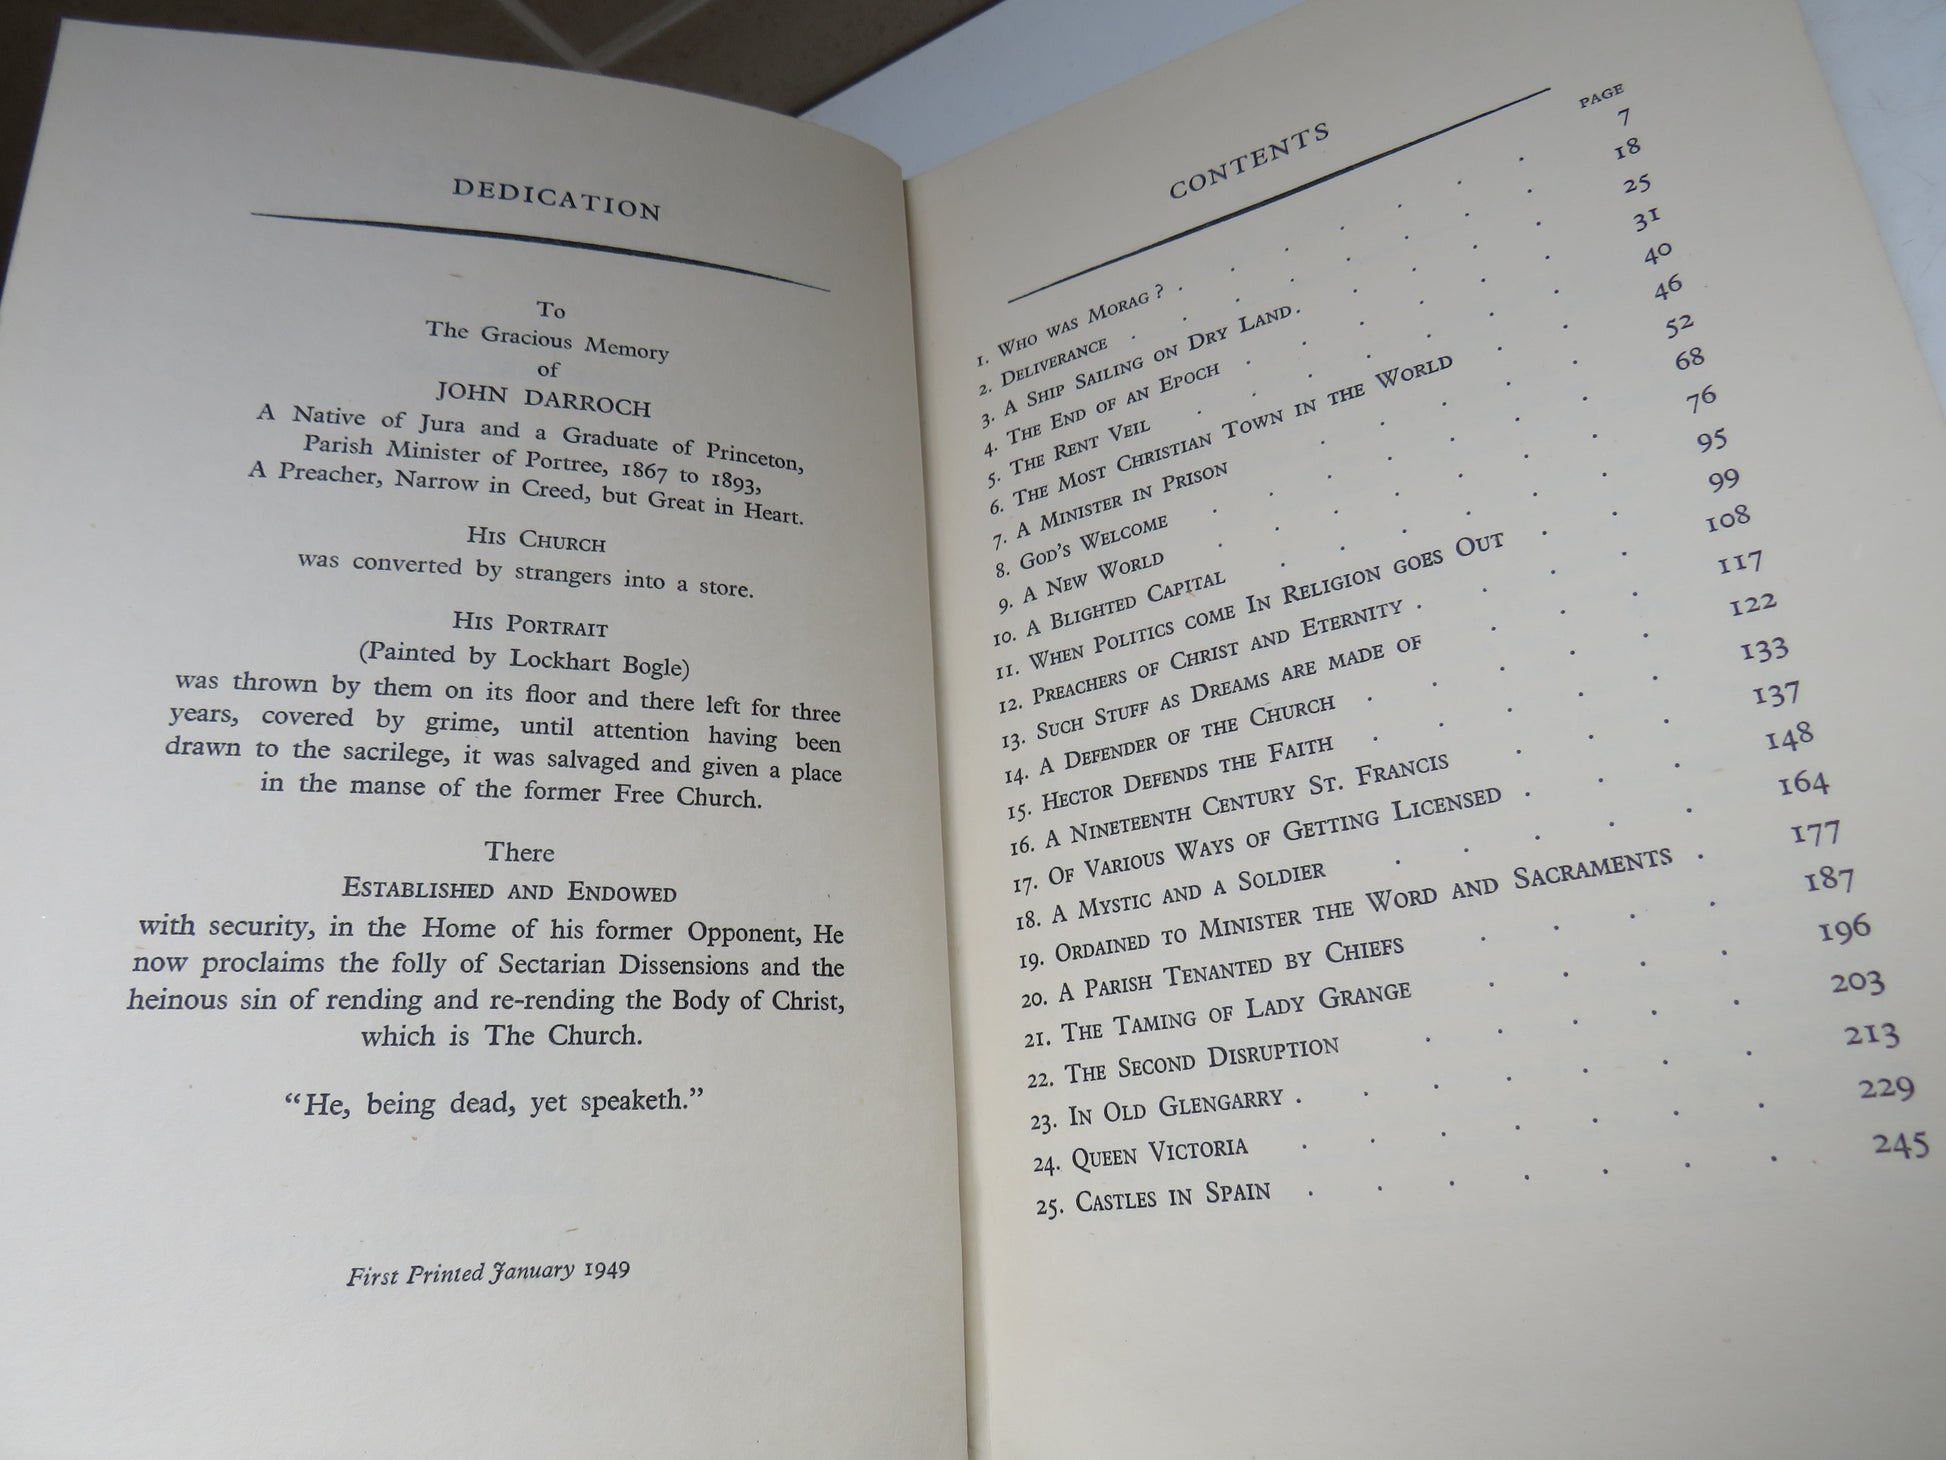 DEDICATION
To
The Gracious Memory
of
JOHN DARROCH
A Native of Jura and a Graduate of Princeton,
Parish Minister of Portree, 1867 to 1893,
A Preacher, Narrow in Creed, but Great in Heart.
HIS CHURCH
was converted by strangers into a store.
HIS PORTRAIT
(Painted by Lockhart Bogle)
was thrown by them on its floor and there left for three
years, covered by grime, until attention having been
drawn to the sacrilege, it was salvaged and given a place
in the manse of the former Free Church.
There
ESTABLISHED AND ENDOWED
with security, in the Home of his former Opponent, He
now proclaims the folly of Sectarian Dissensions and the
heinous sin of rending and re-rending the Body of Christ,
which is The Church.
“He, being dead, yet speaketh.”
First Printed January 1949
CONTENTS
PAGE
1. WHO WAS MORAG? . . . . . . . 7
2. DELIVERANCE . . . . . . . 18
3. A SHIP SAILING ON DRY LAND . . . . . 25
4. THE END OF AN EPOCH . . . . . . 31
5. THE RENT VEIL . . . . . . . 40
6. THE MOST CHRISTIAN TOWN IN THE WORLD . . . 46
7. A MINISTER IN PRISON . . . . . . 52
8. GOD'S WELCOME . . . . . . . 68
9. A NEW WORLD . . . . . . . 76
10. A BLIGHTED CAPITAL . . . . . . 95
11. WHEN POLITICS COME IN RELIGION GOES OUT . . 99
12. PREACHERS OF CHRIST AND ETERNITY . . . . 108
13. SUCH STUFF AS DREAMS ARE MADE OF . . . 117
14. A DEFENDER OF THE CHURCH . . . . . 122
15. HECTOR DEFENDS THE FAITH . . . . . 133
16. A NINETEENTH CENTURY ST. FRANCIS . . . 137
17. OF VARIOUS WAYS OF GETTING LICENSED . . . 148
18. A MYSTIC AND A SOLDIER . . . . . 164
19. ORDAINED TO MINISTER THE WORD AND SACRAMENTS . 177
20. A PARISH TENANTED BY CHIEFS . . . . 187
21. THE TAMING OF LADY GRANGE . . . . 196
22. THE SECOND DISRUPTION . . . . . 203
23. IN OLD GLENGARRY . . . . . . 213
24. QUEEN VICTORIA . . . . . . . 229
25. CASTLES IN SPAIN . . . . . . . 245